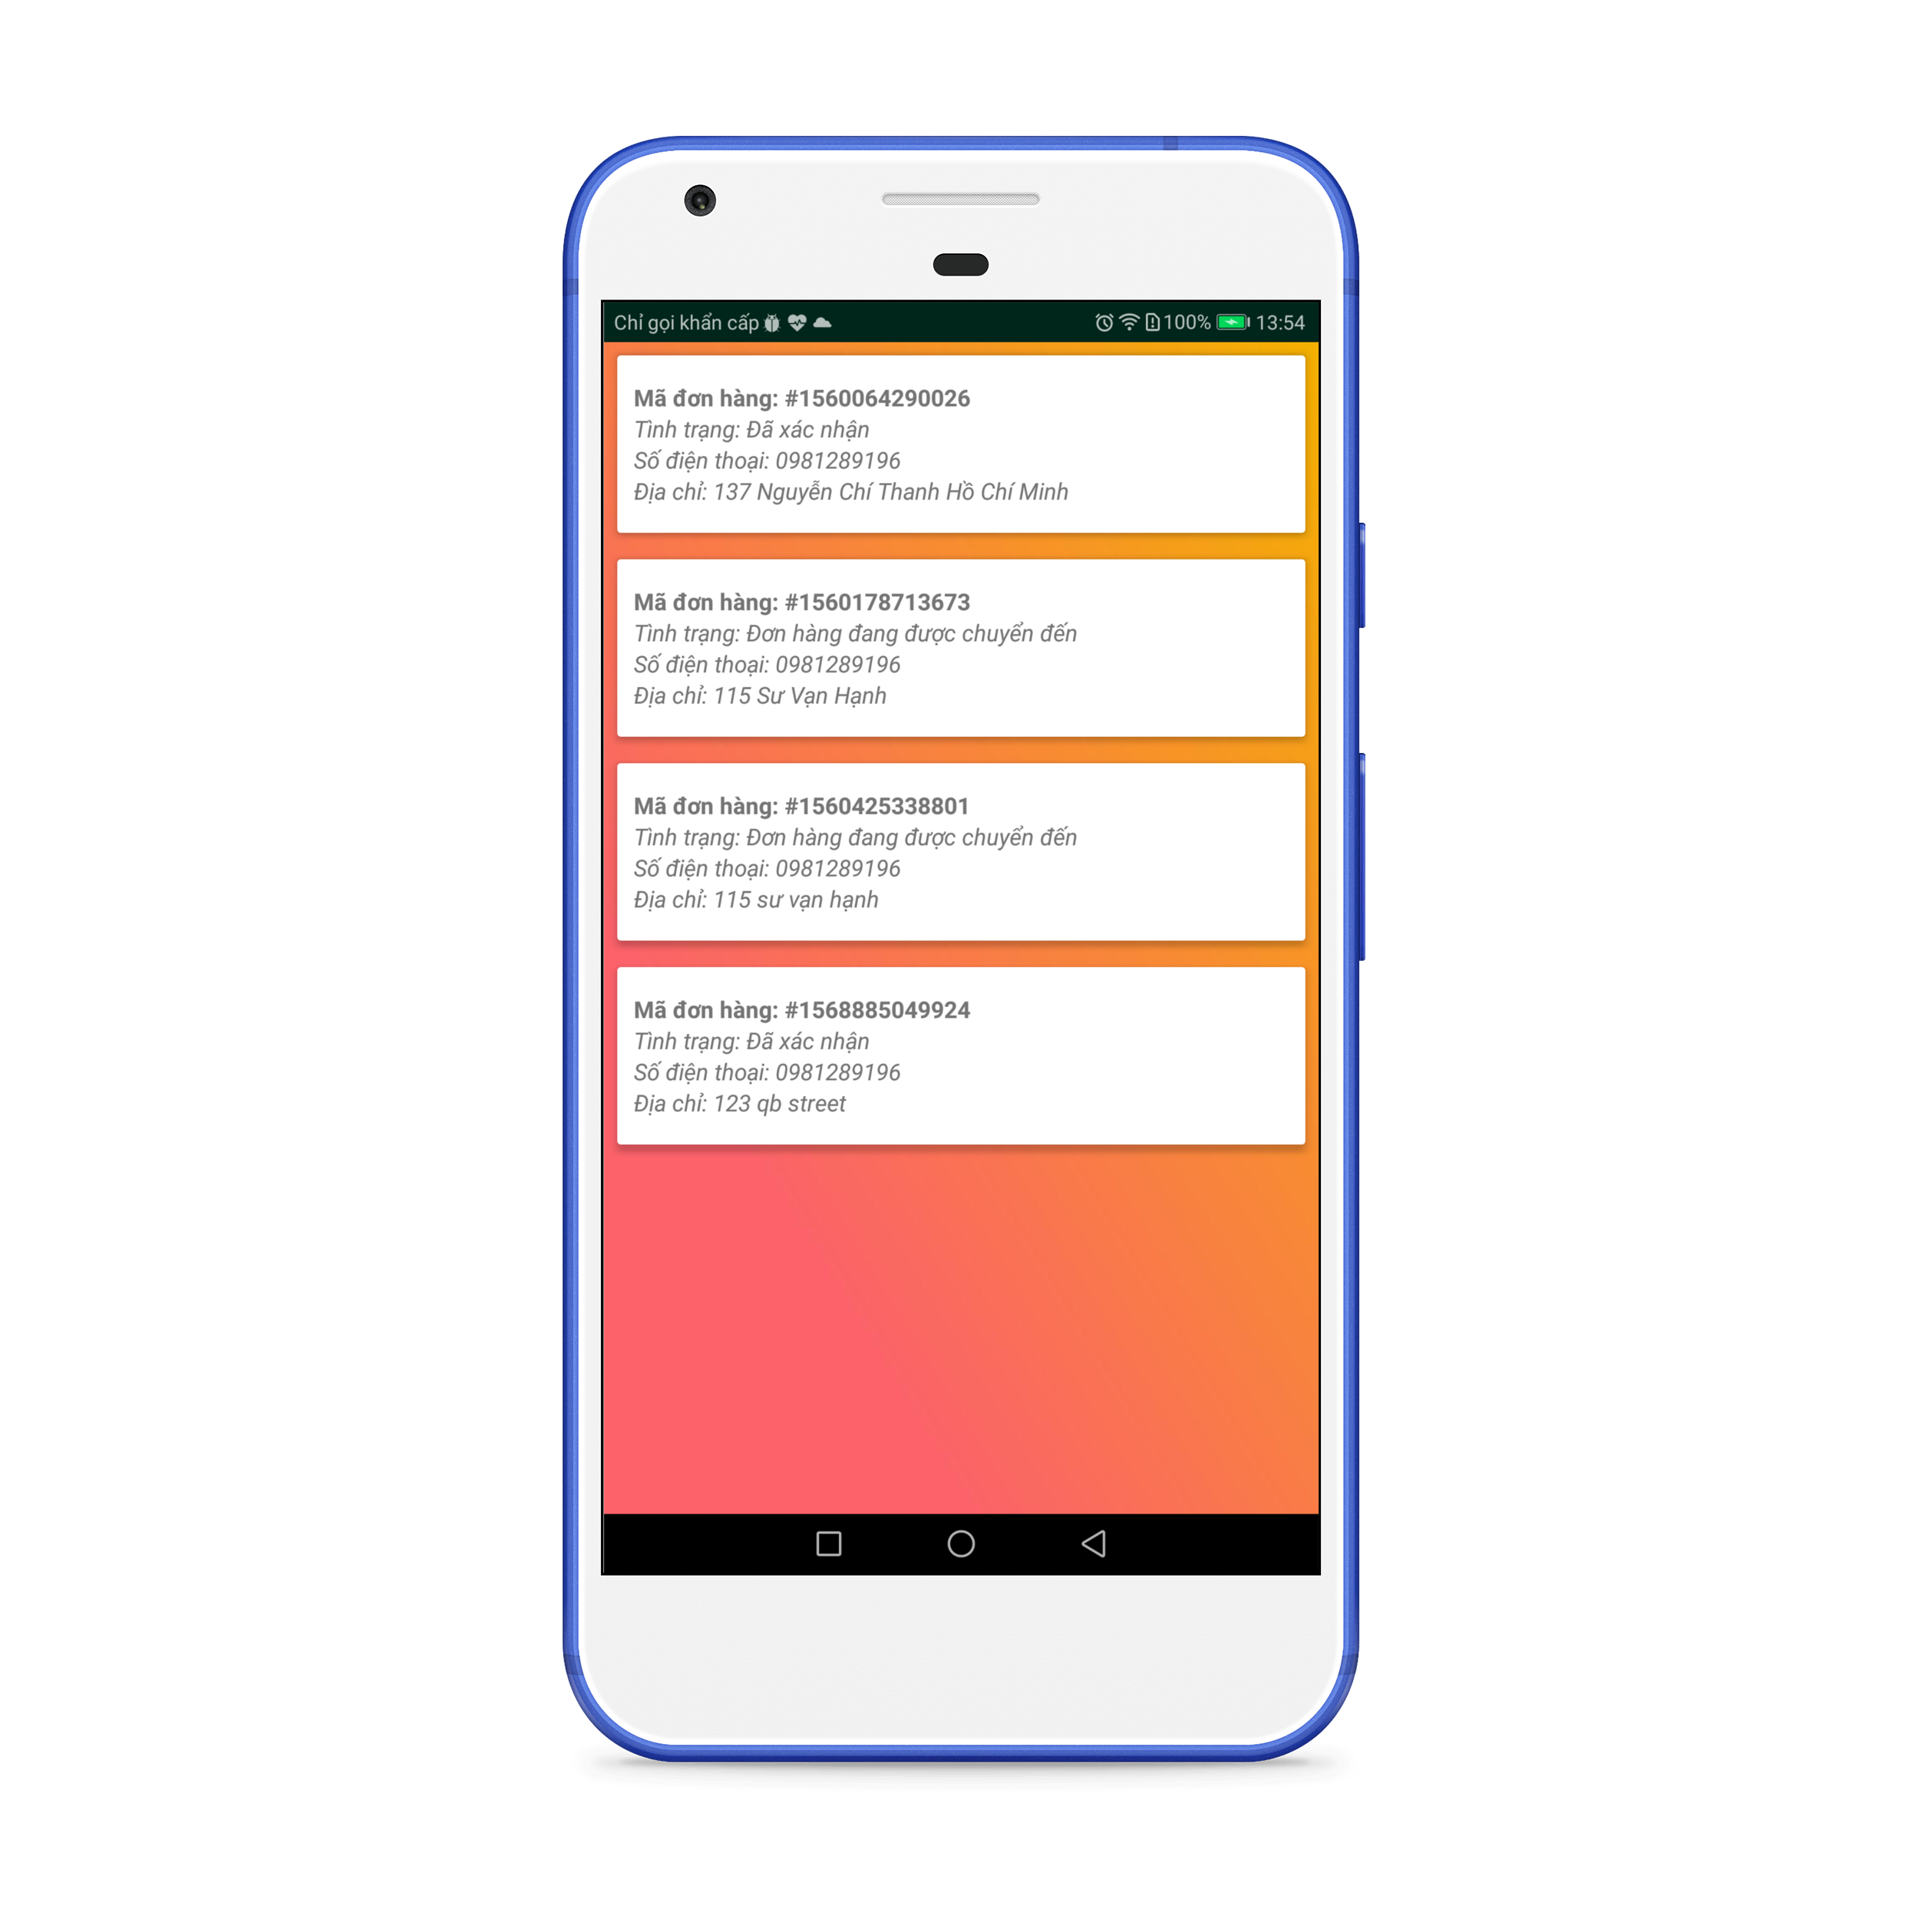 Chỉ gọi khẩn cấp 100% 13:54
Mã đơn hàng: #1560064290026
Tình trạng: Đã xác nhận
Số điện thoại: 0981289196
Địa chỉ: 137 Nguyễn Chí Thanh Hồ Chí Minh
Mã đơn hàng: #1560178713673
Tình trạng: Đơn hàng đang được chuyển đến
Số điện thoại: 0981289196
Địa chỉ: 115 Sư Vạn Hạnh
Mã đơn hàng: #1560425338801
Tình trạng: Đơn hàng đang được chuyển đến
Số điện thoại: 0981289196
Địa chỉ: 115 sư vạn hạnh
Mã đơn hàng: #1568885049924
Tình trạng: Đã xác nhận
Số điện thoại: 0981289196
Địa chỉ: 123 qb street